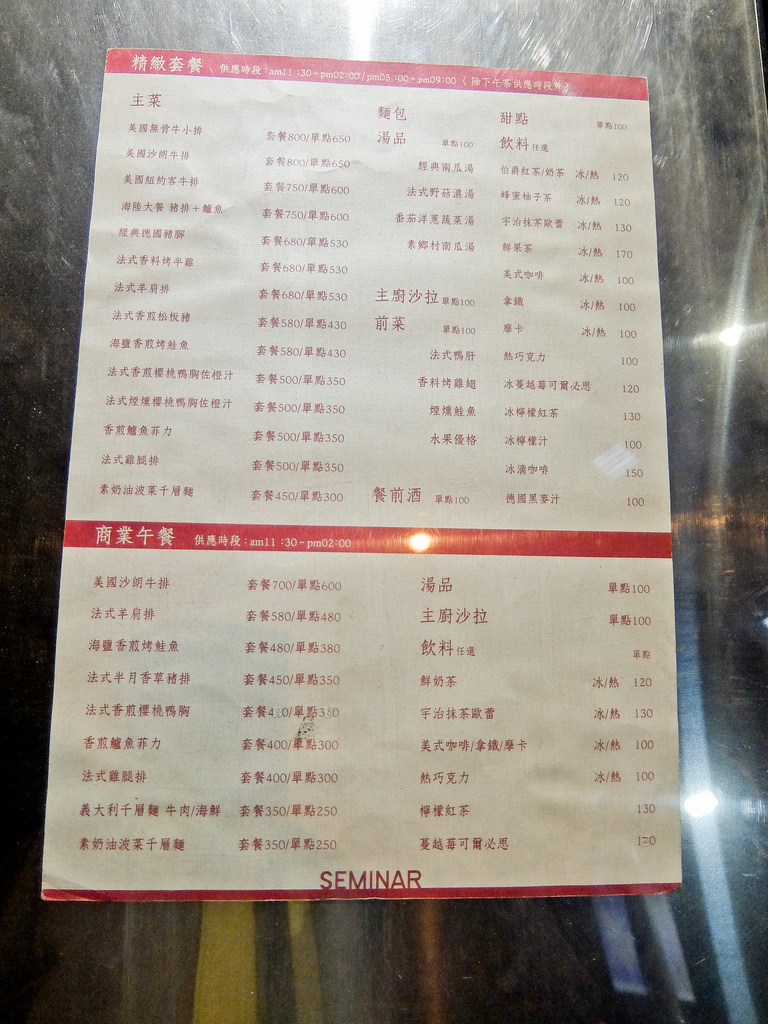 精緻套餐、供應時段:am11:30-pm02:00/pm05:00-pm09:00 ( 除下午茶供應時段外)
主菜
美國無骨牛小排 套餐800/單點650
美國沙朗牛排 套餐800/單點650
美國紐約客牛排 套餐750/單點600
海陸大餐 豬排+鱸魚 套餐750/單點600
經典德國豬腳 套餐680/單點530
法式香料烤半雞 套餐680/單點530
法式羊肩排 套餐680/單點530
法式香煎松板豬 套餐580/單點430
海鹽香煎烤鮭魚 套餐580/單點430
法式香煎櫻桃鴨胸佐橙汁 套餐500/單點350
法式煙燻櫻桃鴨胸佐橙汁 套餐500/單點350
香煎鱸魚菲力 套餐500/單點350
法式雞腿排 套餐500/單點350
素奶油波菜千層麵 套餐450/單點300
麵包
湯品 單點100
經典南瓜湯
法式野菇濃湯
番茄洋蔥蔬菜湯
素鄉村南瓜湯
主廚沙拉 單點100
前菜 單點100
法式鴨肝
香料烤雞翅
煙燻鮭魚
水果優格
餐前酒 單點100
甜點 單點100
飲料任選
伯爵紅茶/奶茶 冰/熱 120
蜂蜜柚子茶 冰/熱 120
宇治抹茶歐蕾 冰/熱 130
鮮果茶 冰/熱 170
美式咖啡 冰/熱 100
拿鐵 冰/熱 100
摩卡 冰/熱 100
熱巧克力 100
冰蔓越莓可爾必思 120
冰檸檬紅茶 130
冰檸檬汁 100
冰滴咖啡 150
德國黑麥汁 100
商業午餐 供應時段:am11:30-pm02:00
美國沙朗牛排 套餐700/單點600
法式羊肩排 套餐580/單點480
海鹽香煎烤鮭魚 套餐480/單點380
法式半月香草豬排 套餐450/單點350
法式香煎櫻桃鴨胸
香煎鱸魚菲力 套餐400/單點300
法式雞腿排 套餐400/單點300
義大利千層麵 牛肉/海鮮 套餐350/單點250
素奶油波菜千層麵 套餐350/單點250
湯品 單點100
主廚沙拉 單點100
飲料任選 單點
鮮奶茶 冰/熱 120
宇治抹茶歐蕾 冰/熱 130
美式咖啡/拿鐵/摩卡 冰/熱 100
熱巧克力 冰/熱 100
檸檬紅茶 130
蔓越莓可爾必思
SEMINAR